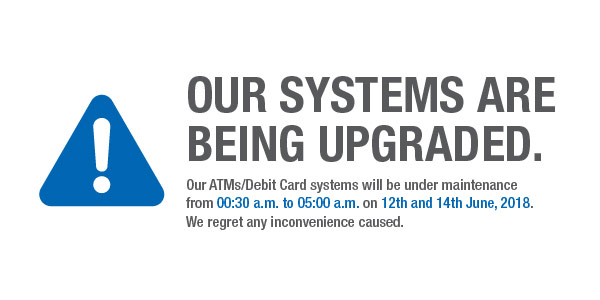 OUR SYSTEMS ARE
BEING UPGRADED.
Our ATMs/Debit Card systems will be under maintenance
from 00:30 a.m. to 05:00 a.m. on 12th and 14th June, 2018.
We regret any inconvenience caused.